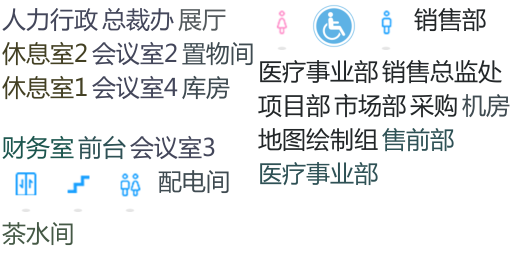 人力行政 总裁办 展厅
休息室2 会议室2 置物间
休息室1 会议室4 库房
财务室 前台 会议室3
配电间
茶水间
销售部
医疗事业部 销售总监处
项目部 市场部 采购 机房
地图绘制组 售前部
医疗事业部